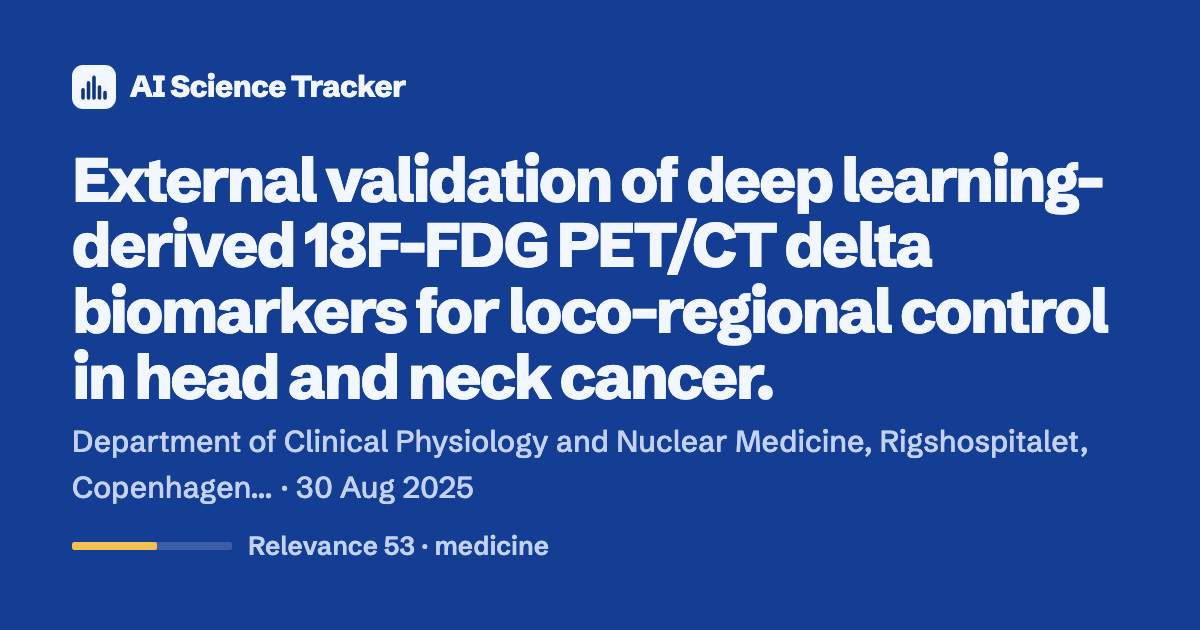 AI Science Tracker
External validation of deep learning-
derived 18F-FDG PET/CT delta
biomarkers for loco-regional control
in head and neck cancer.
Department of Clinical Physiology and Nuclear Medicine, Rigshospitalet,
Copenhagen... · 30 Aug 2025
Relevance 53 · medicine